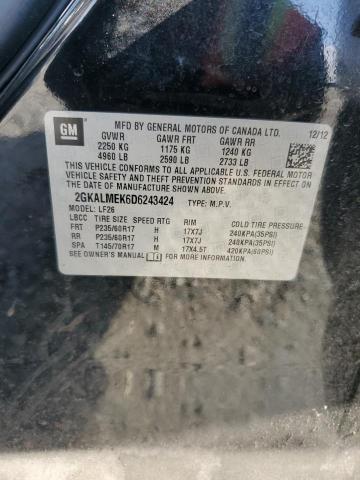 GM
MFD BY GENERAL MOTORS OF CANADA LTD. 12/12
GVWR GAWR FRT GAWR RR
2250 KG 1175 KG 1240 KG
4960 LB 2590 LB 2733 LB
THIS VEHICLE CONFORMS TO ALL APPLICABLE U.S. FEDERAL
VEHICLE SAFETY AND THEFT PREVENTION STANDARDS IN
EFFECT ON THE DATE OF MANUFACTURE SHOWN ABOVE.
2GKALMEK6D6243424 TYPE: M.P.V.
MODEL: LF26
LBCC TIRE SIZE SPEED RTG RIM COLD TIRE PRESSURE
FRT P235/60R17 H 17X7J 240KPA(35PSI)
RR P235/60R17 H 17X7J 240KPA(35PSI)
SPA T145/70R17 M 17X4.5T 420KPA(60PSI)
SEE OWNER'S MANUAL FOR MORE INFORMATION.